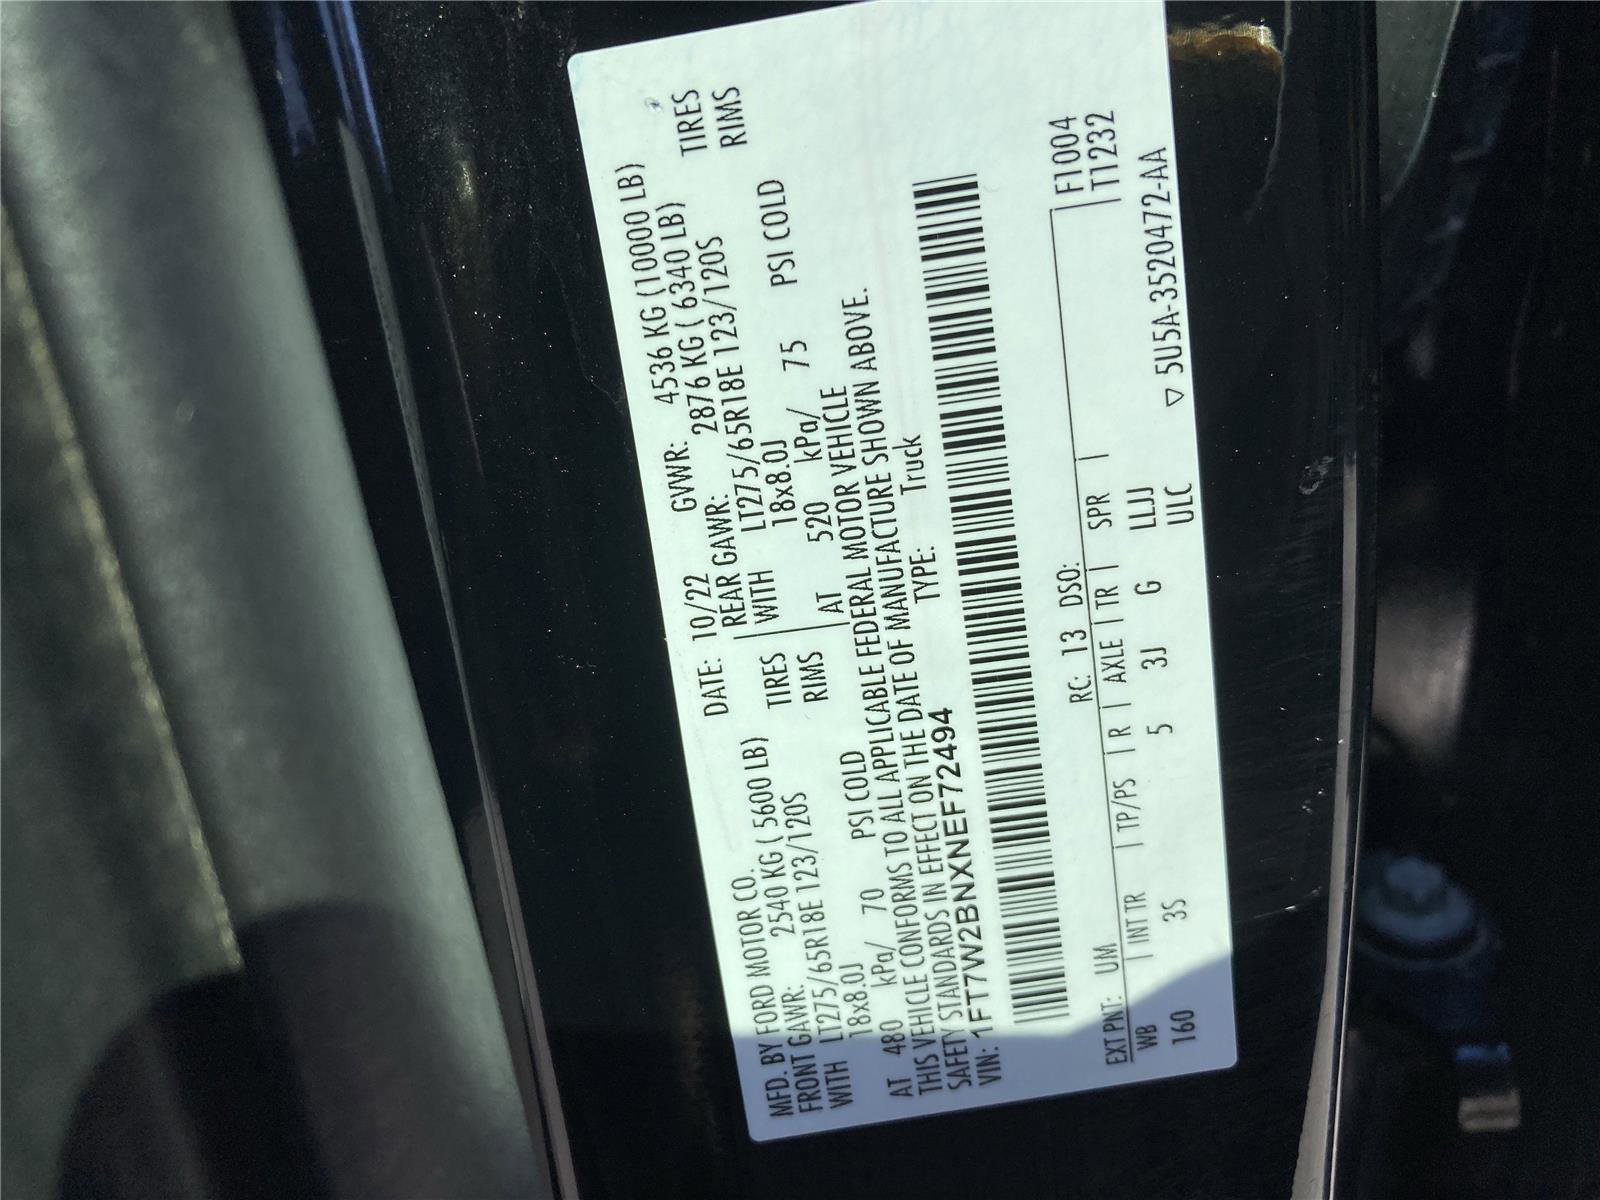 MFD. BY FORD MOTOR CO. DATE: 10/22 GVWR: 4536 KG (10000 LB)
FRONT GAWR: 2540 KG ( 5600 LB) REAR GAWR: 2876 KG ( 6340 LB)
WITH LT275/65R18E 123/120S TIRES WITH LT275/65R18E 123/120S TIRES
18x8.0J RIMS 18x8.0J RIMS
AT 480 kPa/ 70 PSI COLD AT 520 kPa/ 75 PSI COLD
THIS VEHICLE CONFORMS TO ALL APPLICABLE FEDERAL MOTOR VEHICLE
SAFETY STANDARDS IN EFFECT ON THE DATE OF MANUFACTURE SHOWN ABOVE.
VIN: 1FT7W2BNXNEF72494 TYPE: Truck
F1004
T1232
EXT PNT: UM RC: 13 DSO:
WB INT TR TP/PS R AXLE TR SPR
160 3S 5 3J G LLJJ
ULC ▽ 5U5A-3520472-AA